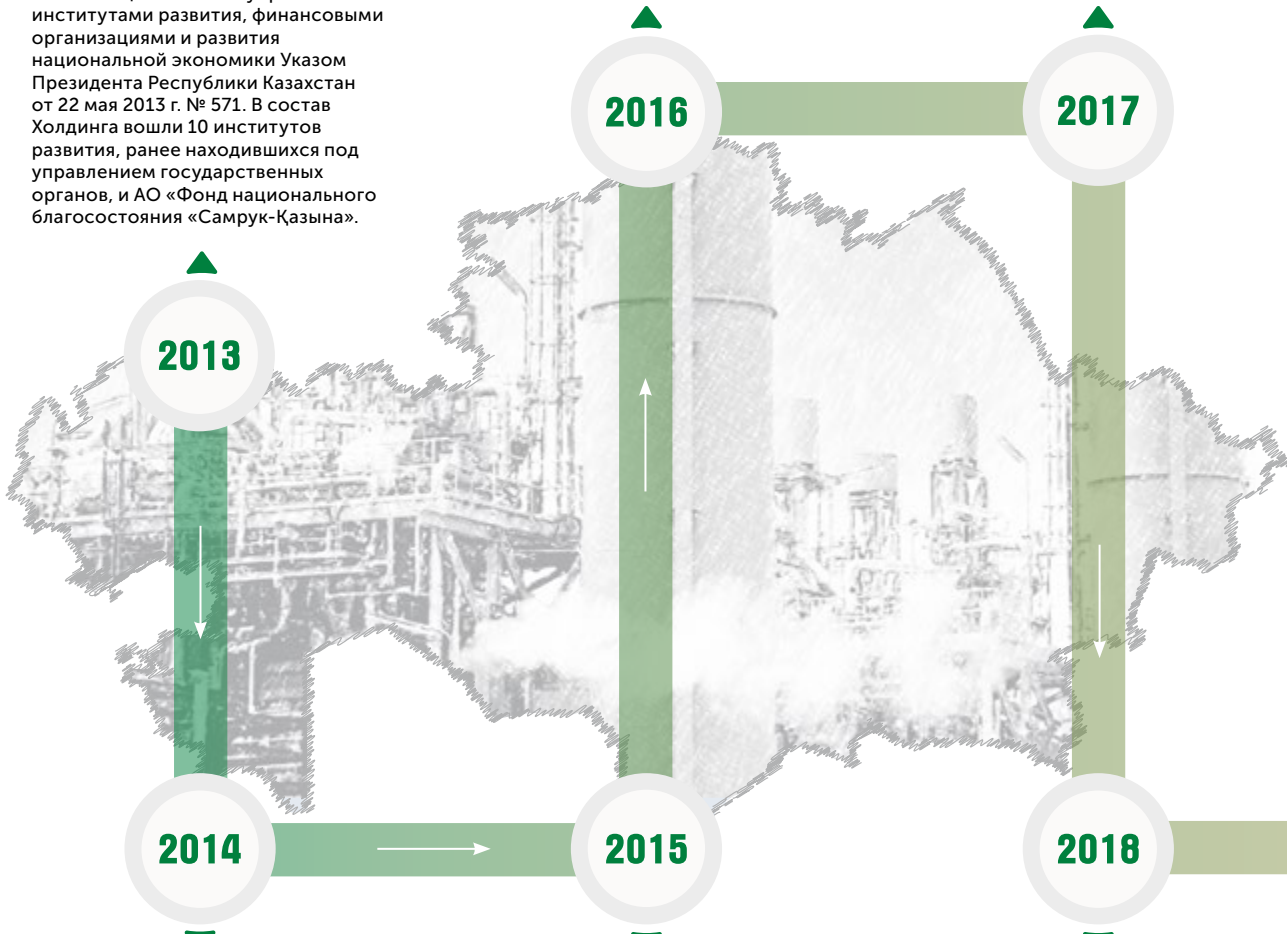 институтами развития, финансовыми
организациями и развития
национальной экономики Указом
Президента Республики Казахстан
от 22 мая 2013 г. № 571. В состав
Холдинга вошли 10 институтов
развития, ранее находившихся под
управлением государственных
органов, и АО «Фонд национального
благосостояния «Самрук-Қазына».
2016
2017
2013
2014
2015
2018